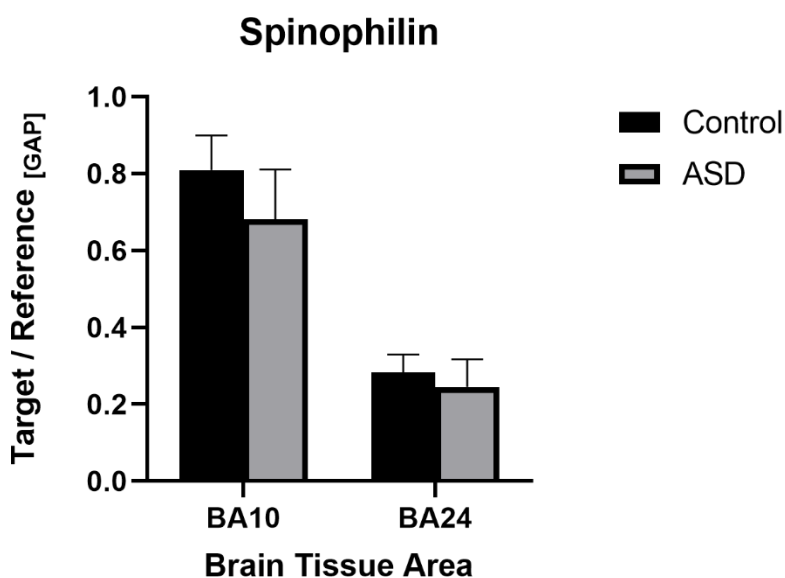 Spinophilin
Target / Reference [GAP]
1.0
0.8
0.6
0.4
0.2
0.0
BA10
BA24
Brain Tissue Area
Control
ASD